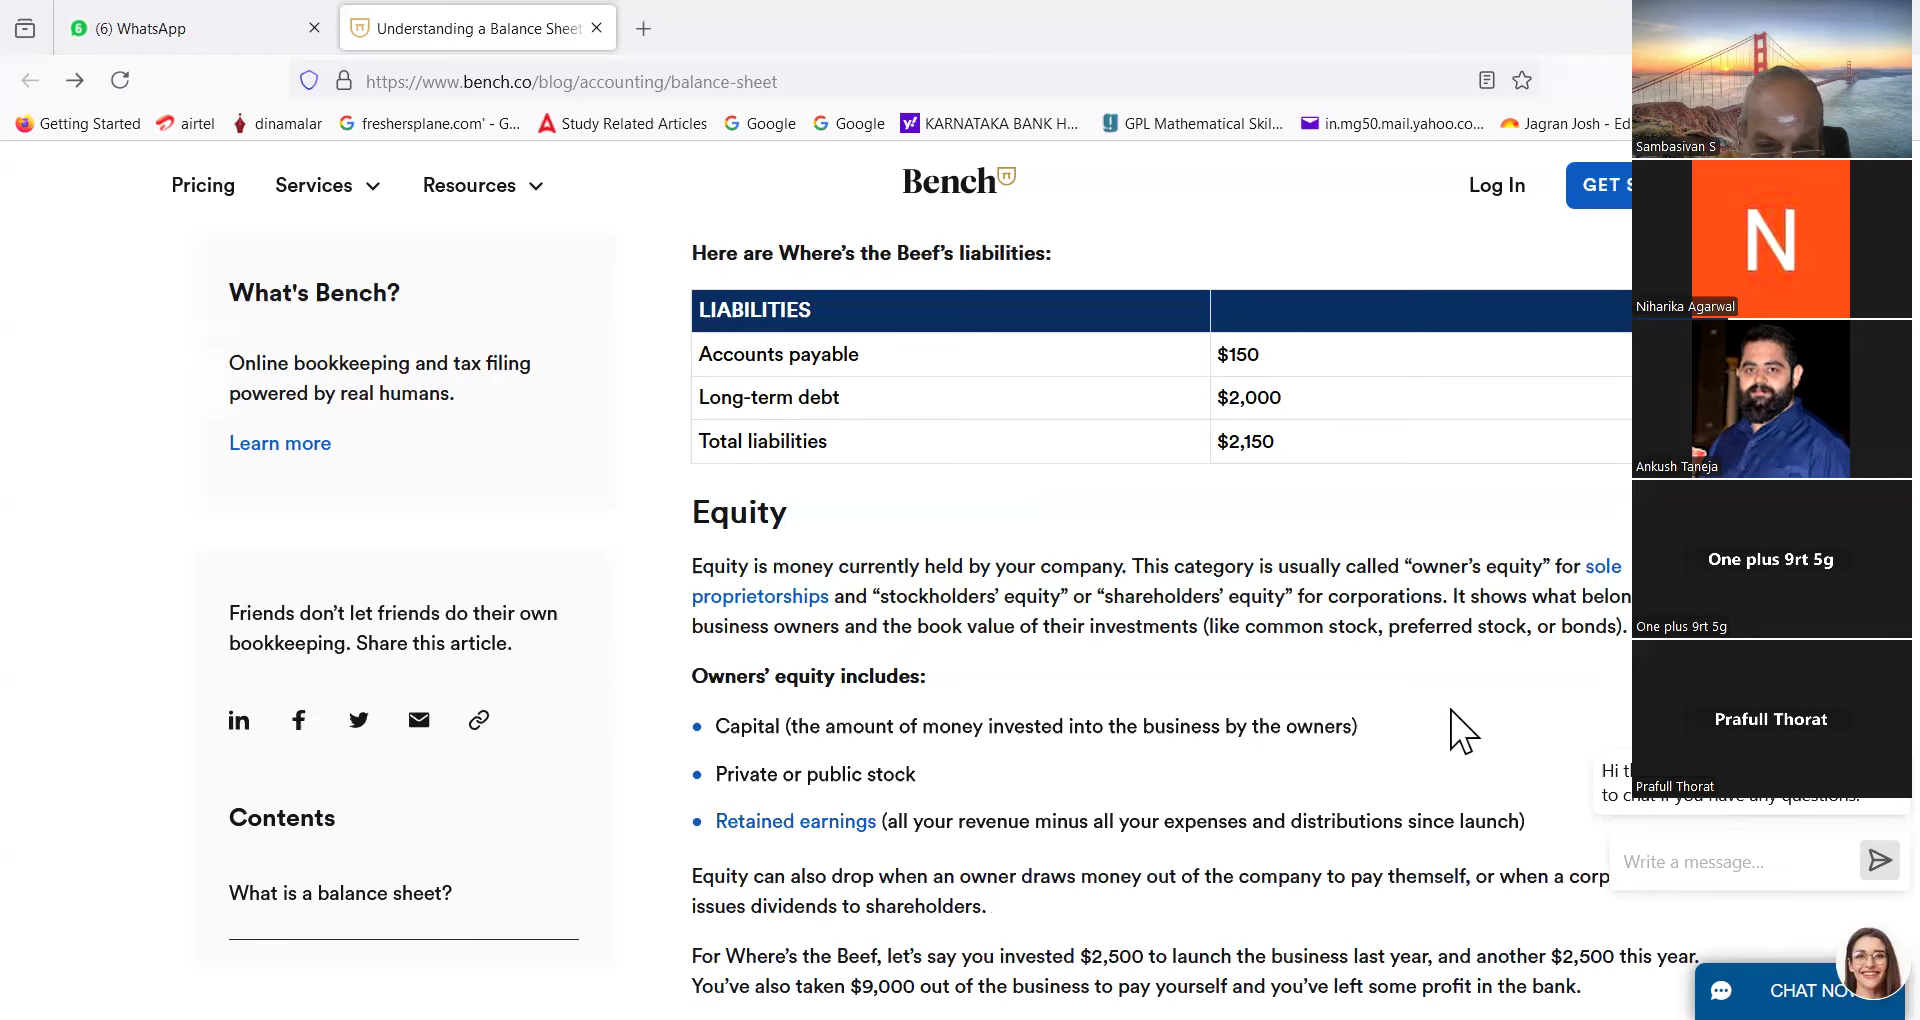 (6) WhatsApp
Understanding a Balance Sheet
https://www.bench.co/blog/accounting/balance-sheet
Getting Started
airtel
dinamalar
freshersplane.com' - G...
Study Related Articles
Google
Google
KARNATAKA BANK H...
GPL Mathematical Skil...
in.mg50.mail.yahoo.co...
Jagran Josh - Ed
Pricing
Services
Resources
Bench
Log In
GET S
What's Bench?
Online bookkeeping and tax filing
powered by real humans.
Learn more
Friends don’t let friends do their own
bookkeeping. Share this article.
Contents
What is a balance sheet?
Here are Where’s the Beef’s liabilities:
LIABILITIES
Accounts payable $150
Long-term debt $2,000
Total liabilities $2,150
Equity
Equity is money currently held by your company. This category is usually called “owner’s equity” for sole
proprietorships and “stockholders’ equity” or “shareholders’ equity” for corporations. It shows what belon
business owners and the book value of their investments (like common stock, preferred stock, or bonds).
Owners’ equity includes:
Capital (the amount of money invested into the business by the owners)
Private or public stock
Retained earnings (all your revenue minus all your expenses and distributions since launch)
Equity can also drop when an owner draws money out of the company to pay themself, or when a corp
issues dividends to shareholders.
For Where’s the Beef, let’s say you invested $2,500 to launch the business last year, and another $2,500 this year.
You’ve also taken $9,000 out of the business to pay yourself and you’ve left some profit in the bank.
Sambasivan S
N
Niharika Agarwal
Ankush Taneja
One plus 9rt 5g
One plus 9rt 5g
Prafull Thorat
Prafull Thorat
Hi t
to chat if you have any questions.
Write a message...
CHAT NO